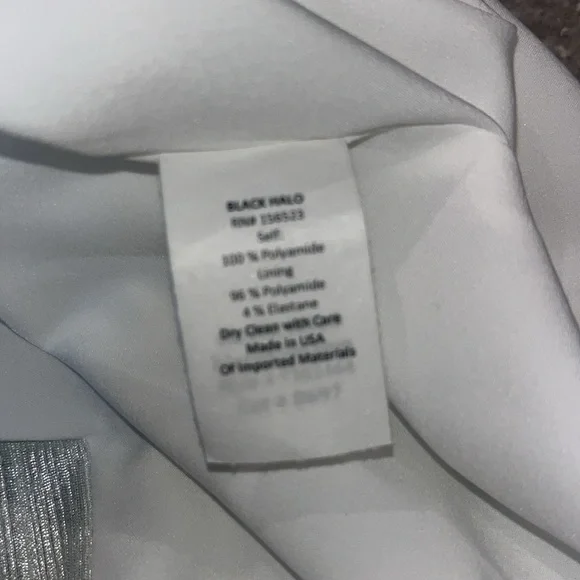 BLACK HALO
RN# 156523
Self:
100 % Polyamide
Lining
96 % Polyamide
4 % Elastane
Dry Clean with Care
Made in USA
Of Imported Materials